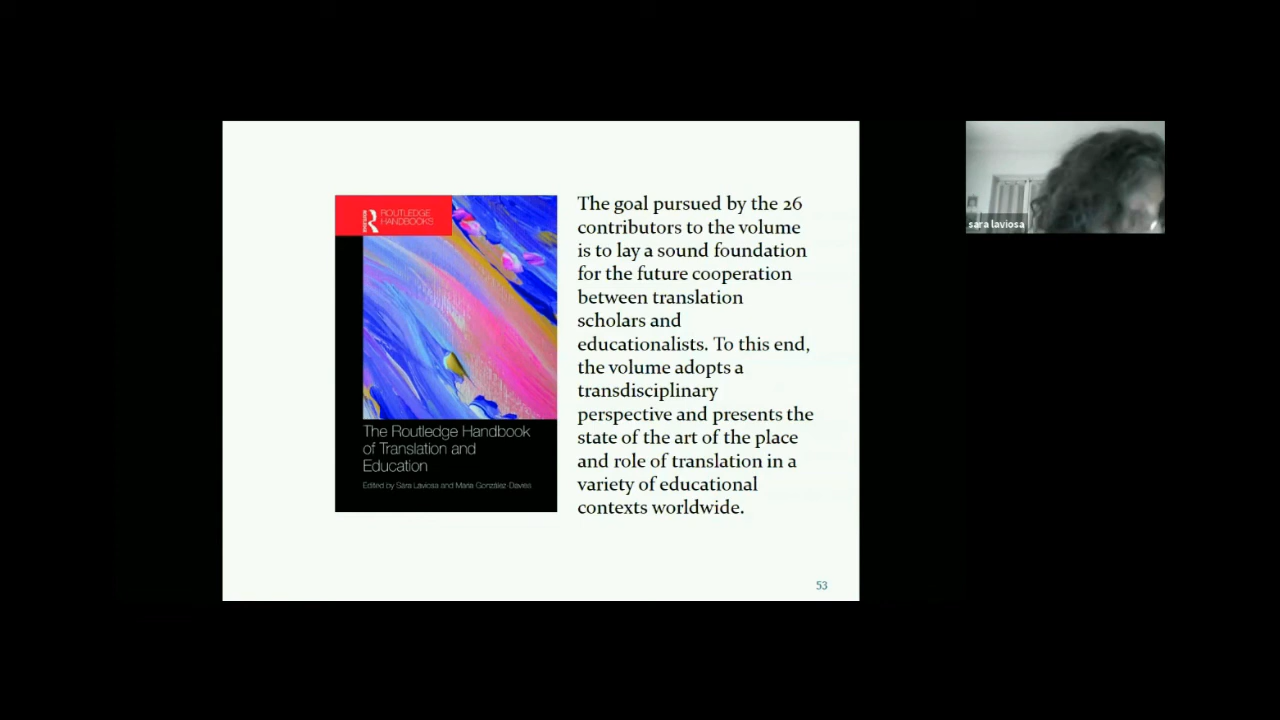 ROUTLEDGE
HANDBOOKS
The Routledge Handbook
of Translation and
Education
Edited by Sara Laviosa and Maria González-Davies
The goal pursued by the 26
contributors to the volume
is to lay a sound foundation
for the future cooperation
between translation
scholars and
educationalists. To this end,
the volume adopts a
transdisciplinary
perspective and presents the
state of the art of the place
and role of translation in a
variety of educational
contexts worldwide.
53
sara laviosa